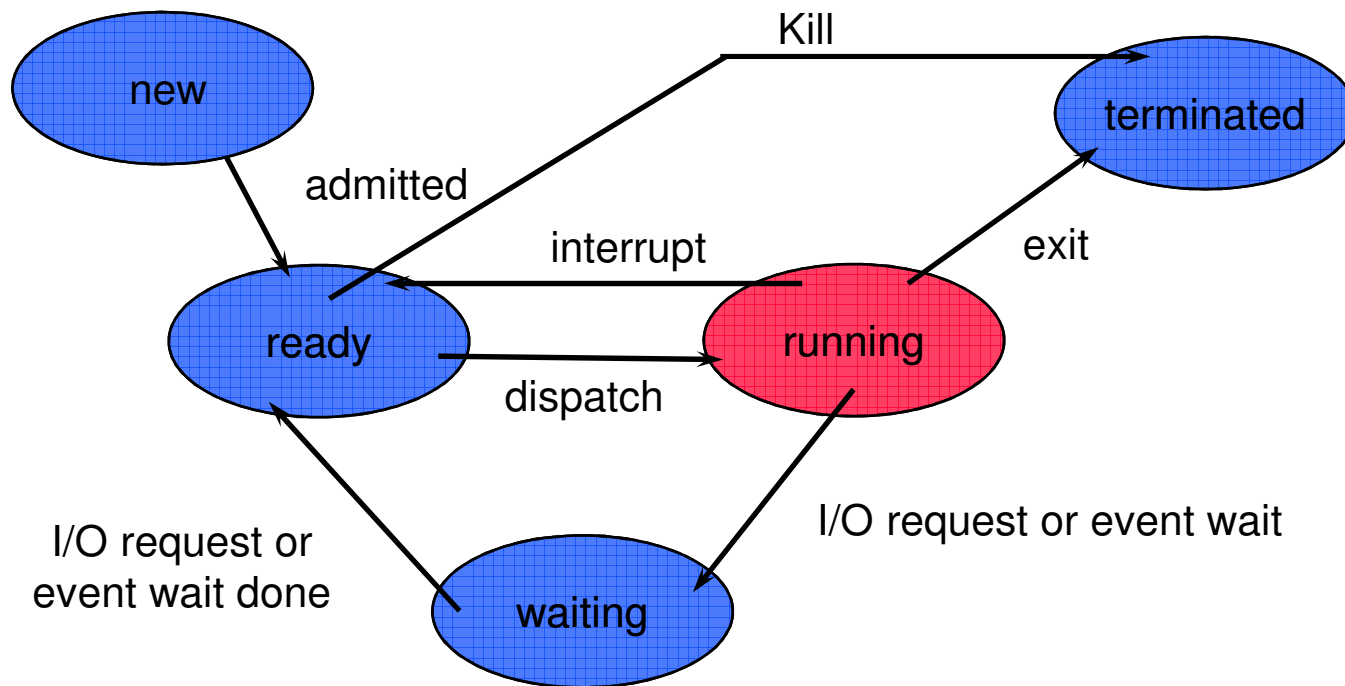 Kill
new
terminated
admitted
interrupt
exit
ready
running
dispatch
I/O request or event wait
I/O request or
event wait done
waiting